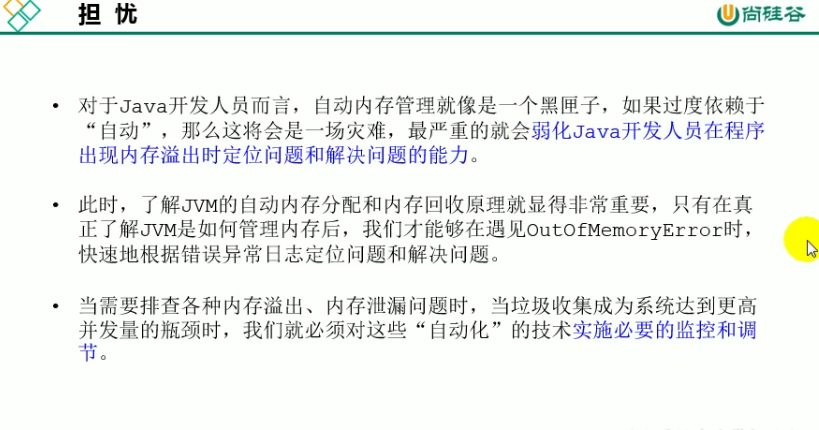 担 忧
尚硅谷
• 对于Java开发人员而言，自动内存管理就像是一个黑匣子，如果过度依赖于
“自动”，那么这将会是一场灾难，最严重的就会弱化Java开发人员在程序
出现内存溢出时定位问题和解决问题的能力。
• 此时，了解JVM的自动内存分配和内存回收原理就显得非常重要，只有在真
正了解JVM是如何管理内存后，我们才能够在遇见OutOfMemoryError时，
快速地根据错误异常日志定位问题和解决问题。
• 当需要排查各种内存溢出、内存泄漏问题时，当垃圾收集成为系统达到更高
并发量的瓶颈时，我们就必须对这些“自动化”的技术实施必要的监控和调
节。